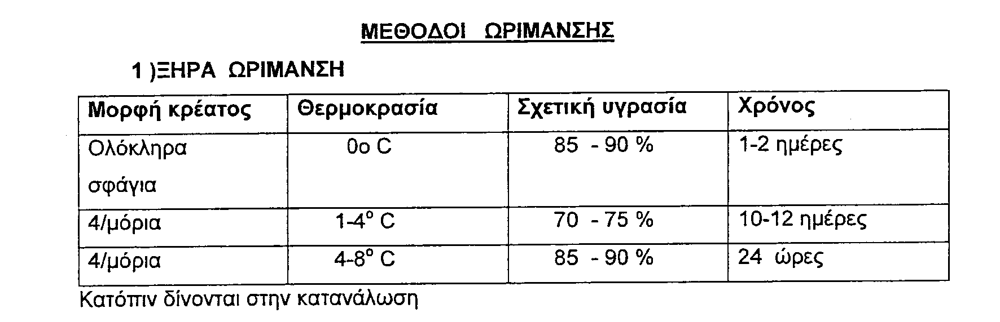 ΜΕΘΟΔΟΙ ΩΡΙΜΑΝΣΗΣ
1 )ΞΗΡΑ ΩΡΙΜΑΝΣΗ
Μορφή κρέατος Θερμοκρασία Σχετική υγρασία Χρόνος
Ολόκληρα 0ο C 85 - 90 % 1-2 ημέρες
σφάγια
4/μόρια 1-4° C 70 - 75 % 10-12 ημέρες
4/μόρια 4-8° C 85 - 90 % 24 ώρες
Κατόπιν δίνονται στην κατανάλωση